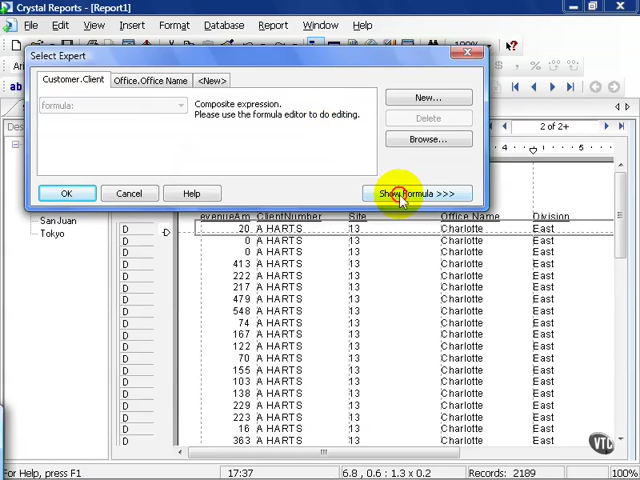 Crystal Reports - [Report1]
File Edit View Insert Format Database Report Window Help
Select Expert
Customer.Client Office.Office Name <New>
formula:
Composite expression.
Please use the formula editor to do editing.
New...
Delete
Browse...
OK Cancel Help Show Formula >>>
2 of 2+
San Juan
Tokyo
evenueAm ClientNumber Site Office Name Division
D 20 A HARTS 13 Charlotte East
D 0 A HARTS 13 Charlotte East
D 0 A HARTS 13 Charlotte East
D 413 A HARTS 13 Charlotte East
D 222 A HARTS 13 Charlotte East
D 217 A HARTS 13 Charlotte East
D 479 A HARTS 13 Charlotte East
D 548 A HARTS 13 Charlotte East
D 74 A HARTS 13 Charlotte East
D 167 A HARTS 13 Charlotte East
D 122 A HARTS 13 Charlotte East
D 70 A HARTS 13 Charlotte East
D 155 A HARTS 13 Charlotte East
D 103 A HARTS 13 Charlotte East
D 138 A HARTS 13 Charlotte East
D 229 A HARTS 13 Charlotte East
D 223 A HARTS 13 Charlotte East
D 16 A HARTS 13 Charlotte East
D 363 A HARTS 13 Charlotte East
VTC
For Help, press F1 17:37 6.8 , 0.6 : 1.3 x 0.2 Records: 2189 100%